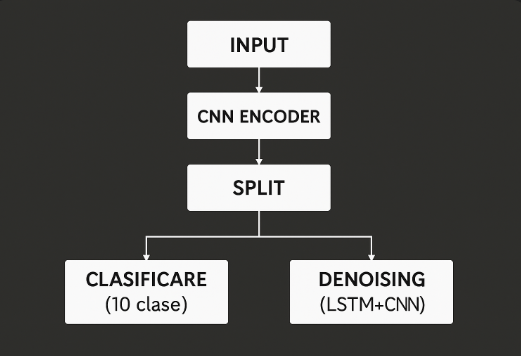 INPUT
CNN ENCODER
SPLIT
CLASIFICARE
(10 clase)
DENOISING
(LSTM+CNN)